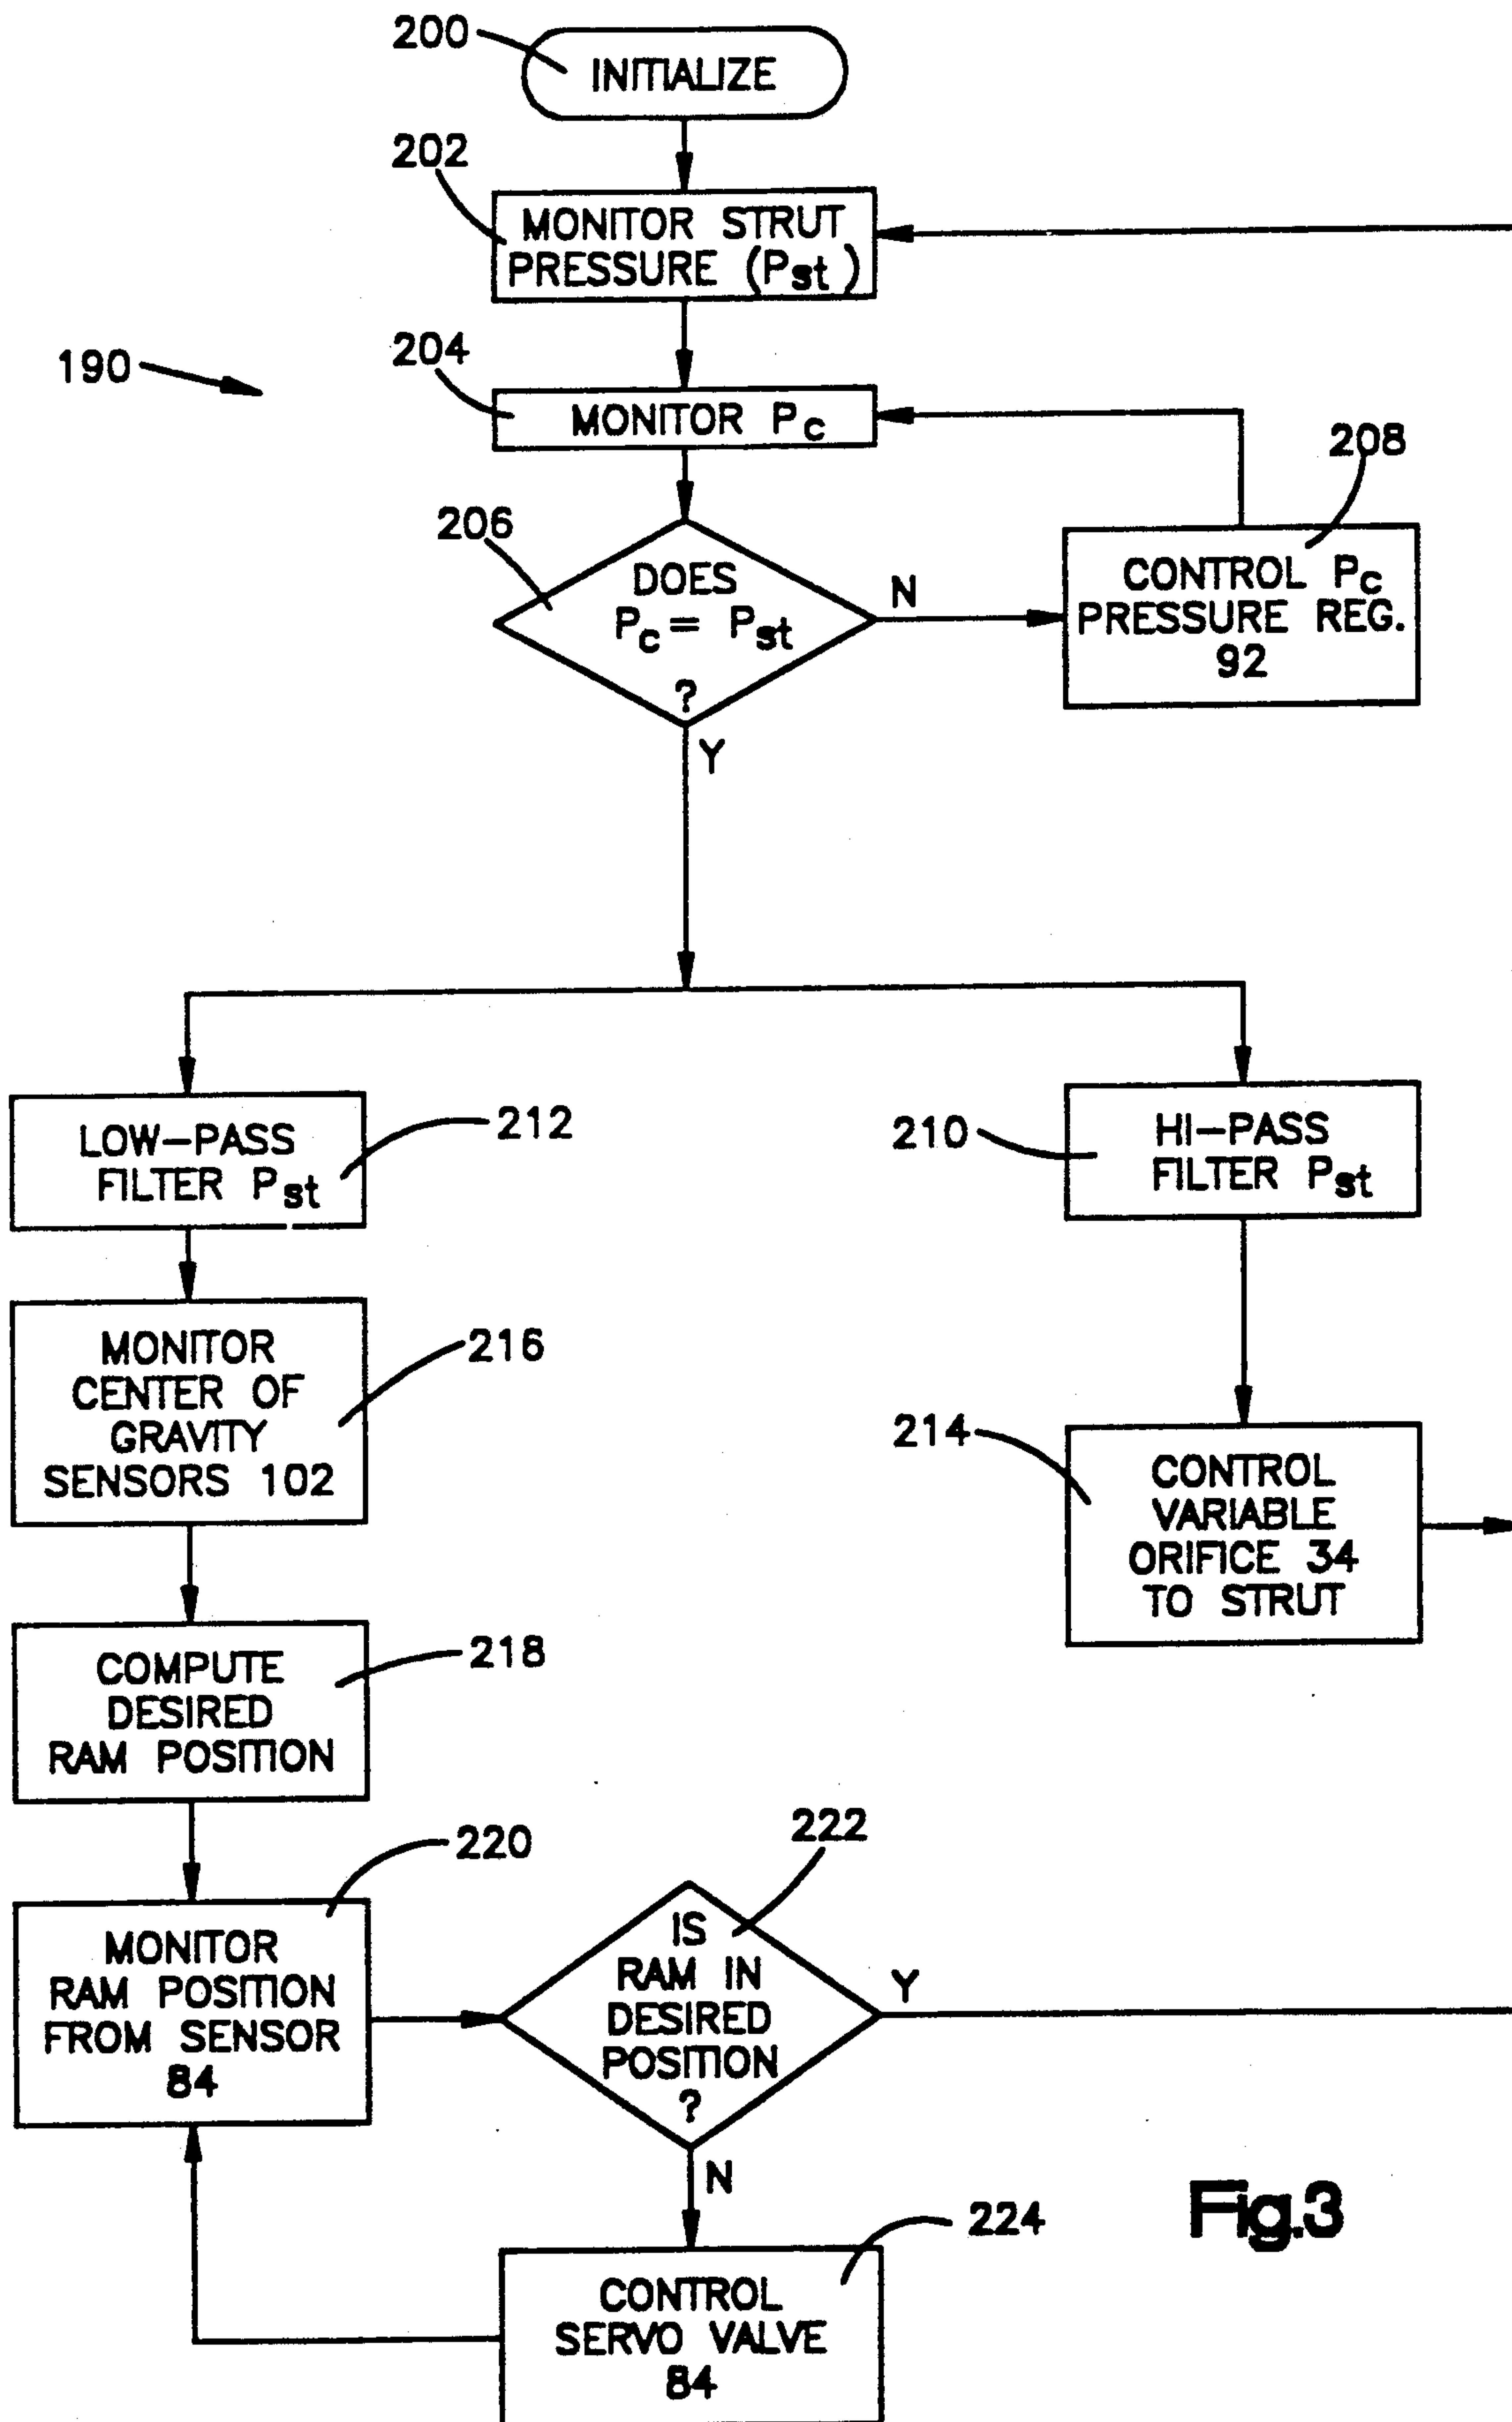 200
INITIALIZE
202
MONITOR STRUT
PRESSURE (Pst)
190
204
MONITOR Pc
208
206
DOES
Pc = Pst
?
N
CONTROL Pc
PRESSURE REG.
92
Y
LOW-PASS
FILTER Pst
212
210
HI-PASS
FILTER Pst
MONITOR
CENTER OF
GRAVITY
SENSORS 102
216
214
CONTROL
VARIABLE
ORIFICE 34
TO STRUT
COMPUTE
DESIRED
RAM POSITION
218
220
222
MONITOR
RAM POSITION
FROM SENSOR
84
IS
RAM IN
DESIRED
POSITION
?
Y
N
224
CONTROL
SERVO VALVE
84
Fig.3